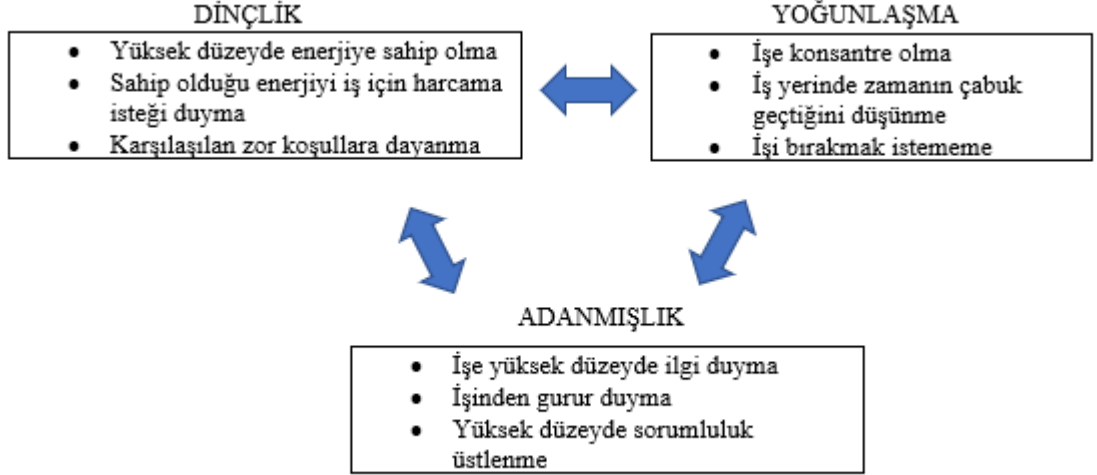 DİNÇLİK
• Yüksek düzeyde enerjiye sahip olma
• Sahip olduğu enerjiyi iş için harcama
isteği duyma
• Karşılaşılan zor koşullara dayanma
YOĞUNLAŞMA
• İşe konsantre olma
• İş yerinde zamanın çabuk
geçtiğini düşünme
• İşi bırakmak istememe
ADANMIŞLIK
• İşe yüksek düzeyde ilgi duyma
• İşinden gurur duyma
• Yüksek düzeyde sorumluluk
üstlenme